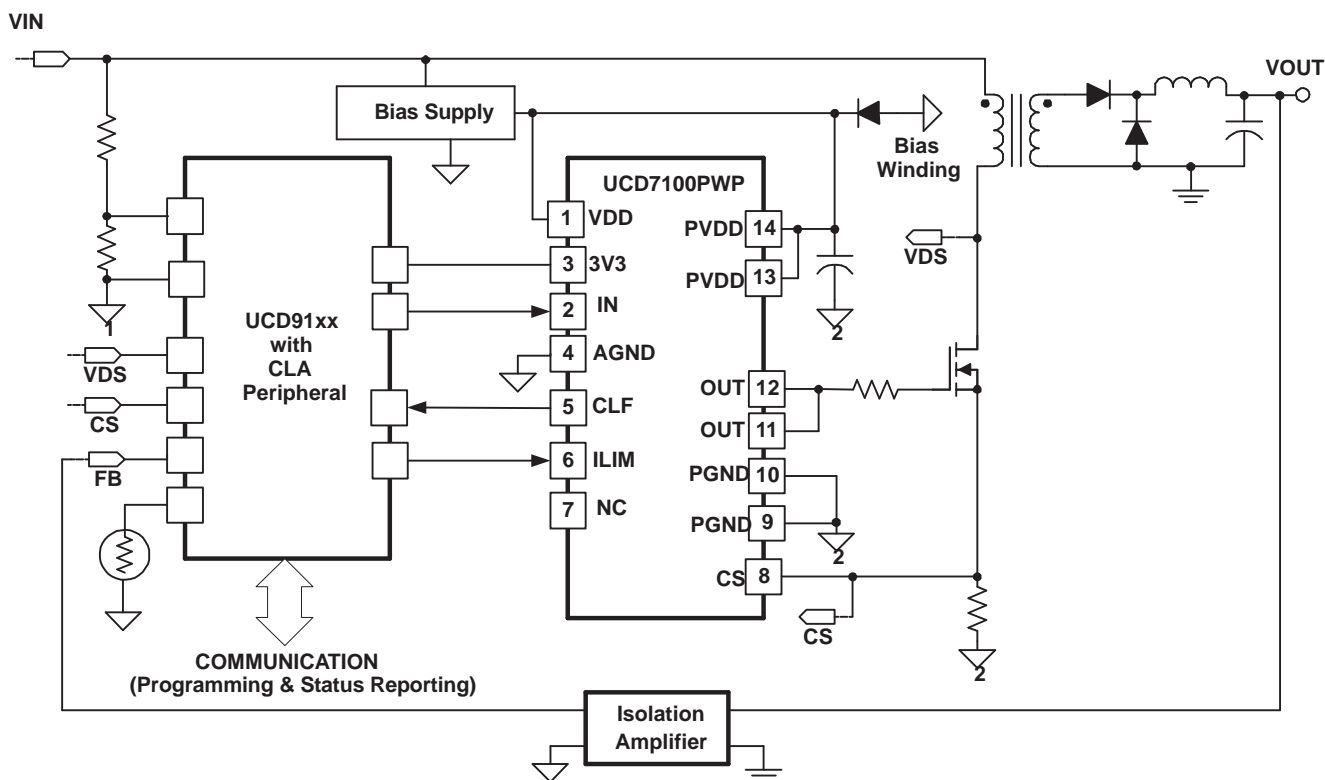 VIN
VOUT
Bias Supply
Bias
Winding
UCD7100PWP
1 VDD
3 3V3
2 IN
4 AGND
5 CLF
6 ILIM
7 NC
PVDD 14
PVDD 13
OUT 12
OUT 11
PGND 10
PGND 9
CS 8
2
2
VDS
CS
2
UCD91xx
with
CLA
Peripheral
1
VDS
CS
FB
COMMUNICATION
(Programming & Status Reporting)
Isolation
Amplifier